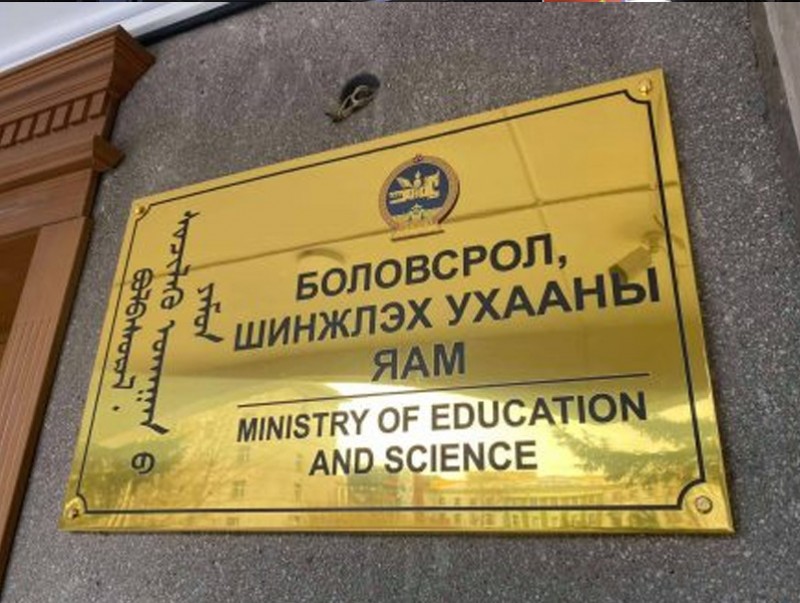 БОЛОВСРОЛ,
ШИНЖЛЭХ УХААНЫ
ЯАМ
MINISTRY OF EDUCATION
AND SCIENCE